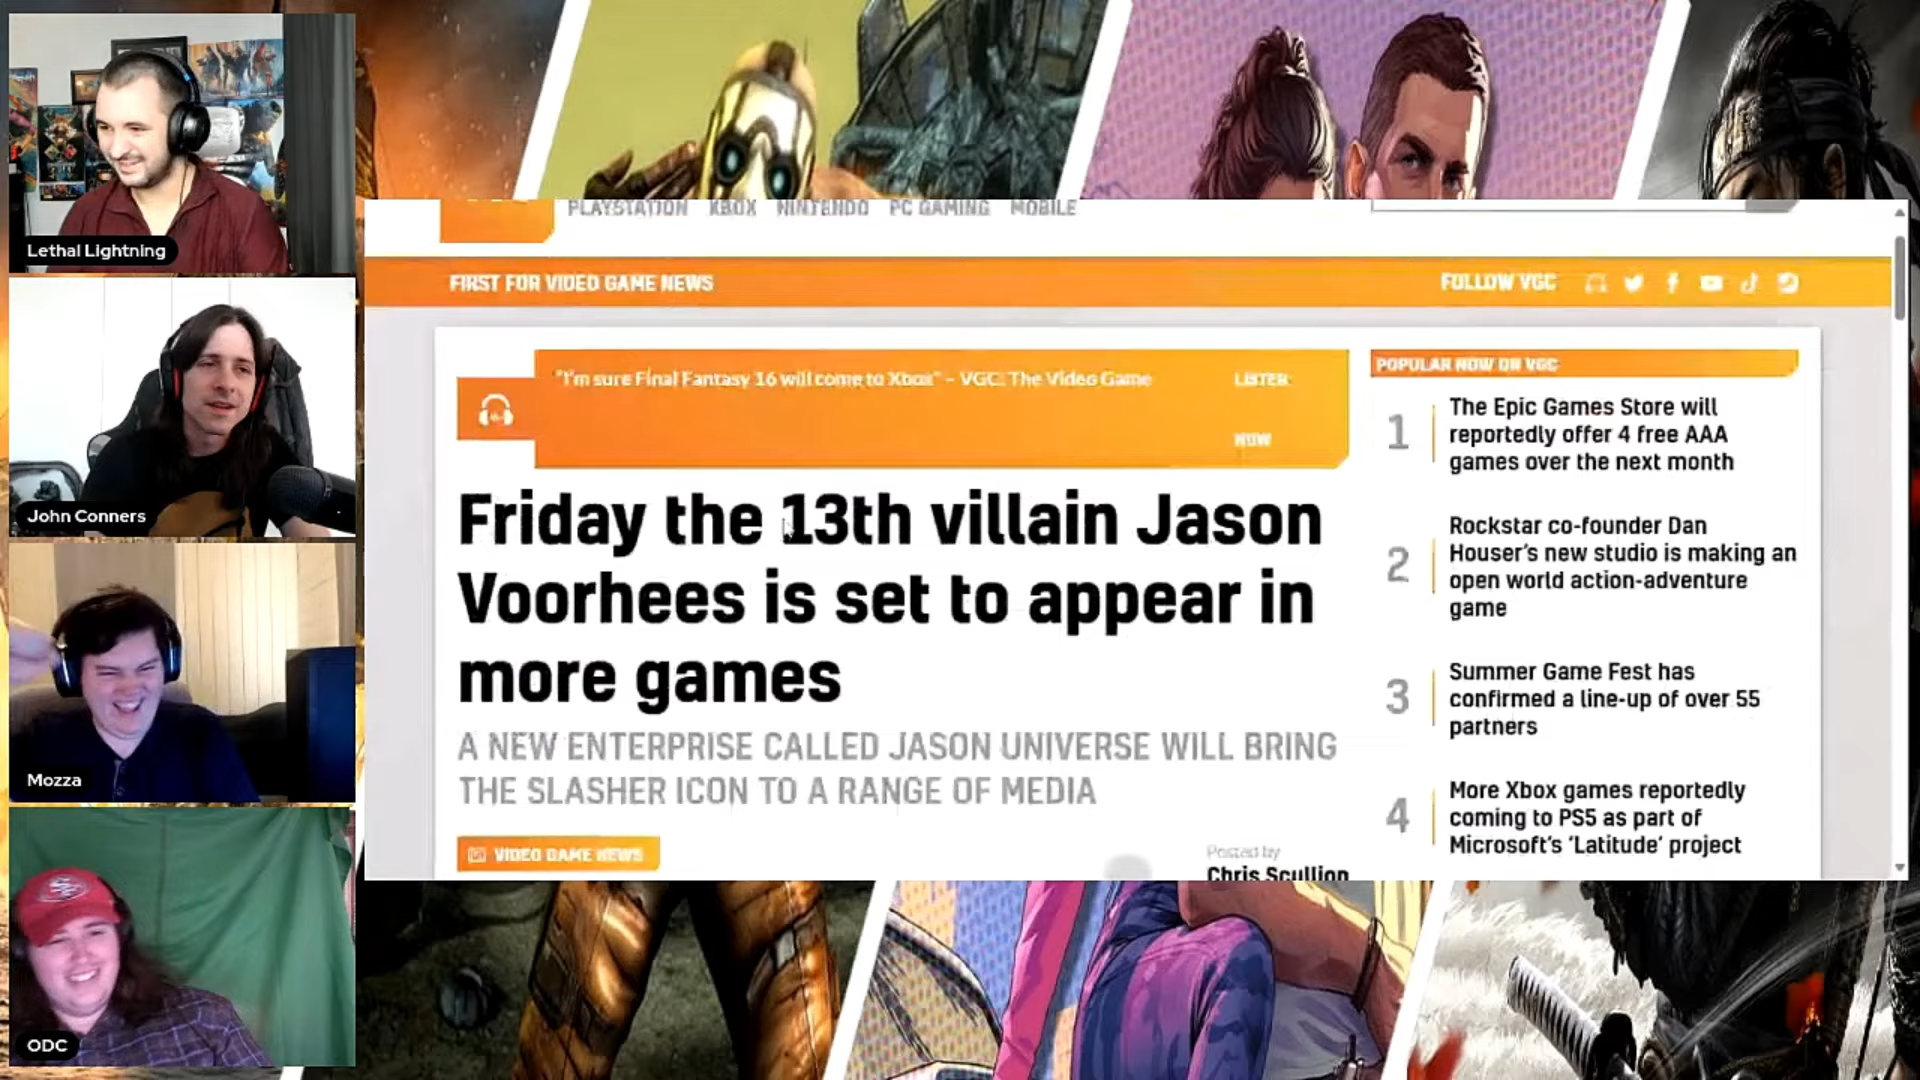 Lethal Lightning
John Conners
Mozza
ODC
PLAYSTATION XBOX NINTENDO PC GAMING MOBILE
FIRST FOR VIDEO GAME NEWS
FOLLOW VGC
"I'm sure Final Fantasy 16 will come to Xbox" - VGC: The Video Game
LISTEN
NOW
Friday the 13th villain Jason
Voorhees is set to appear in
more games
A NEW ENTERPRISE CALLED JASON UNIVERSE WILL BRING
THE SLASHER ICON TO A RANGE OF MEDIA
VIDEO GAME NEWS
Posted by
Chris Scullion
POPULAR NOW ON VGC
1
The Epic Games Store will
reportedly offer 4 free AAA
games over the next month
2
Rockstar co-founder Dan
Houser's new studio is making an
open world action-adventure
game
3
Summer Game Fest has
confirmed a line-up of over 55
partners
4
More Xbox games reportedly
coming to PS5 as part of
Microsoft's 'Latitude' project